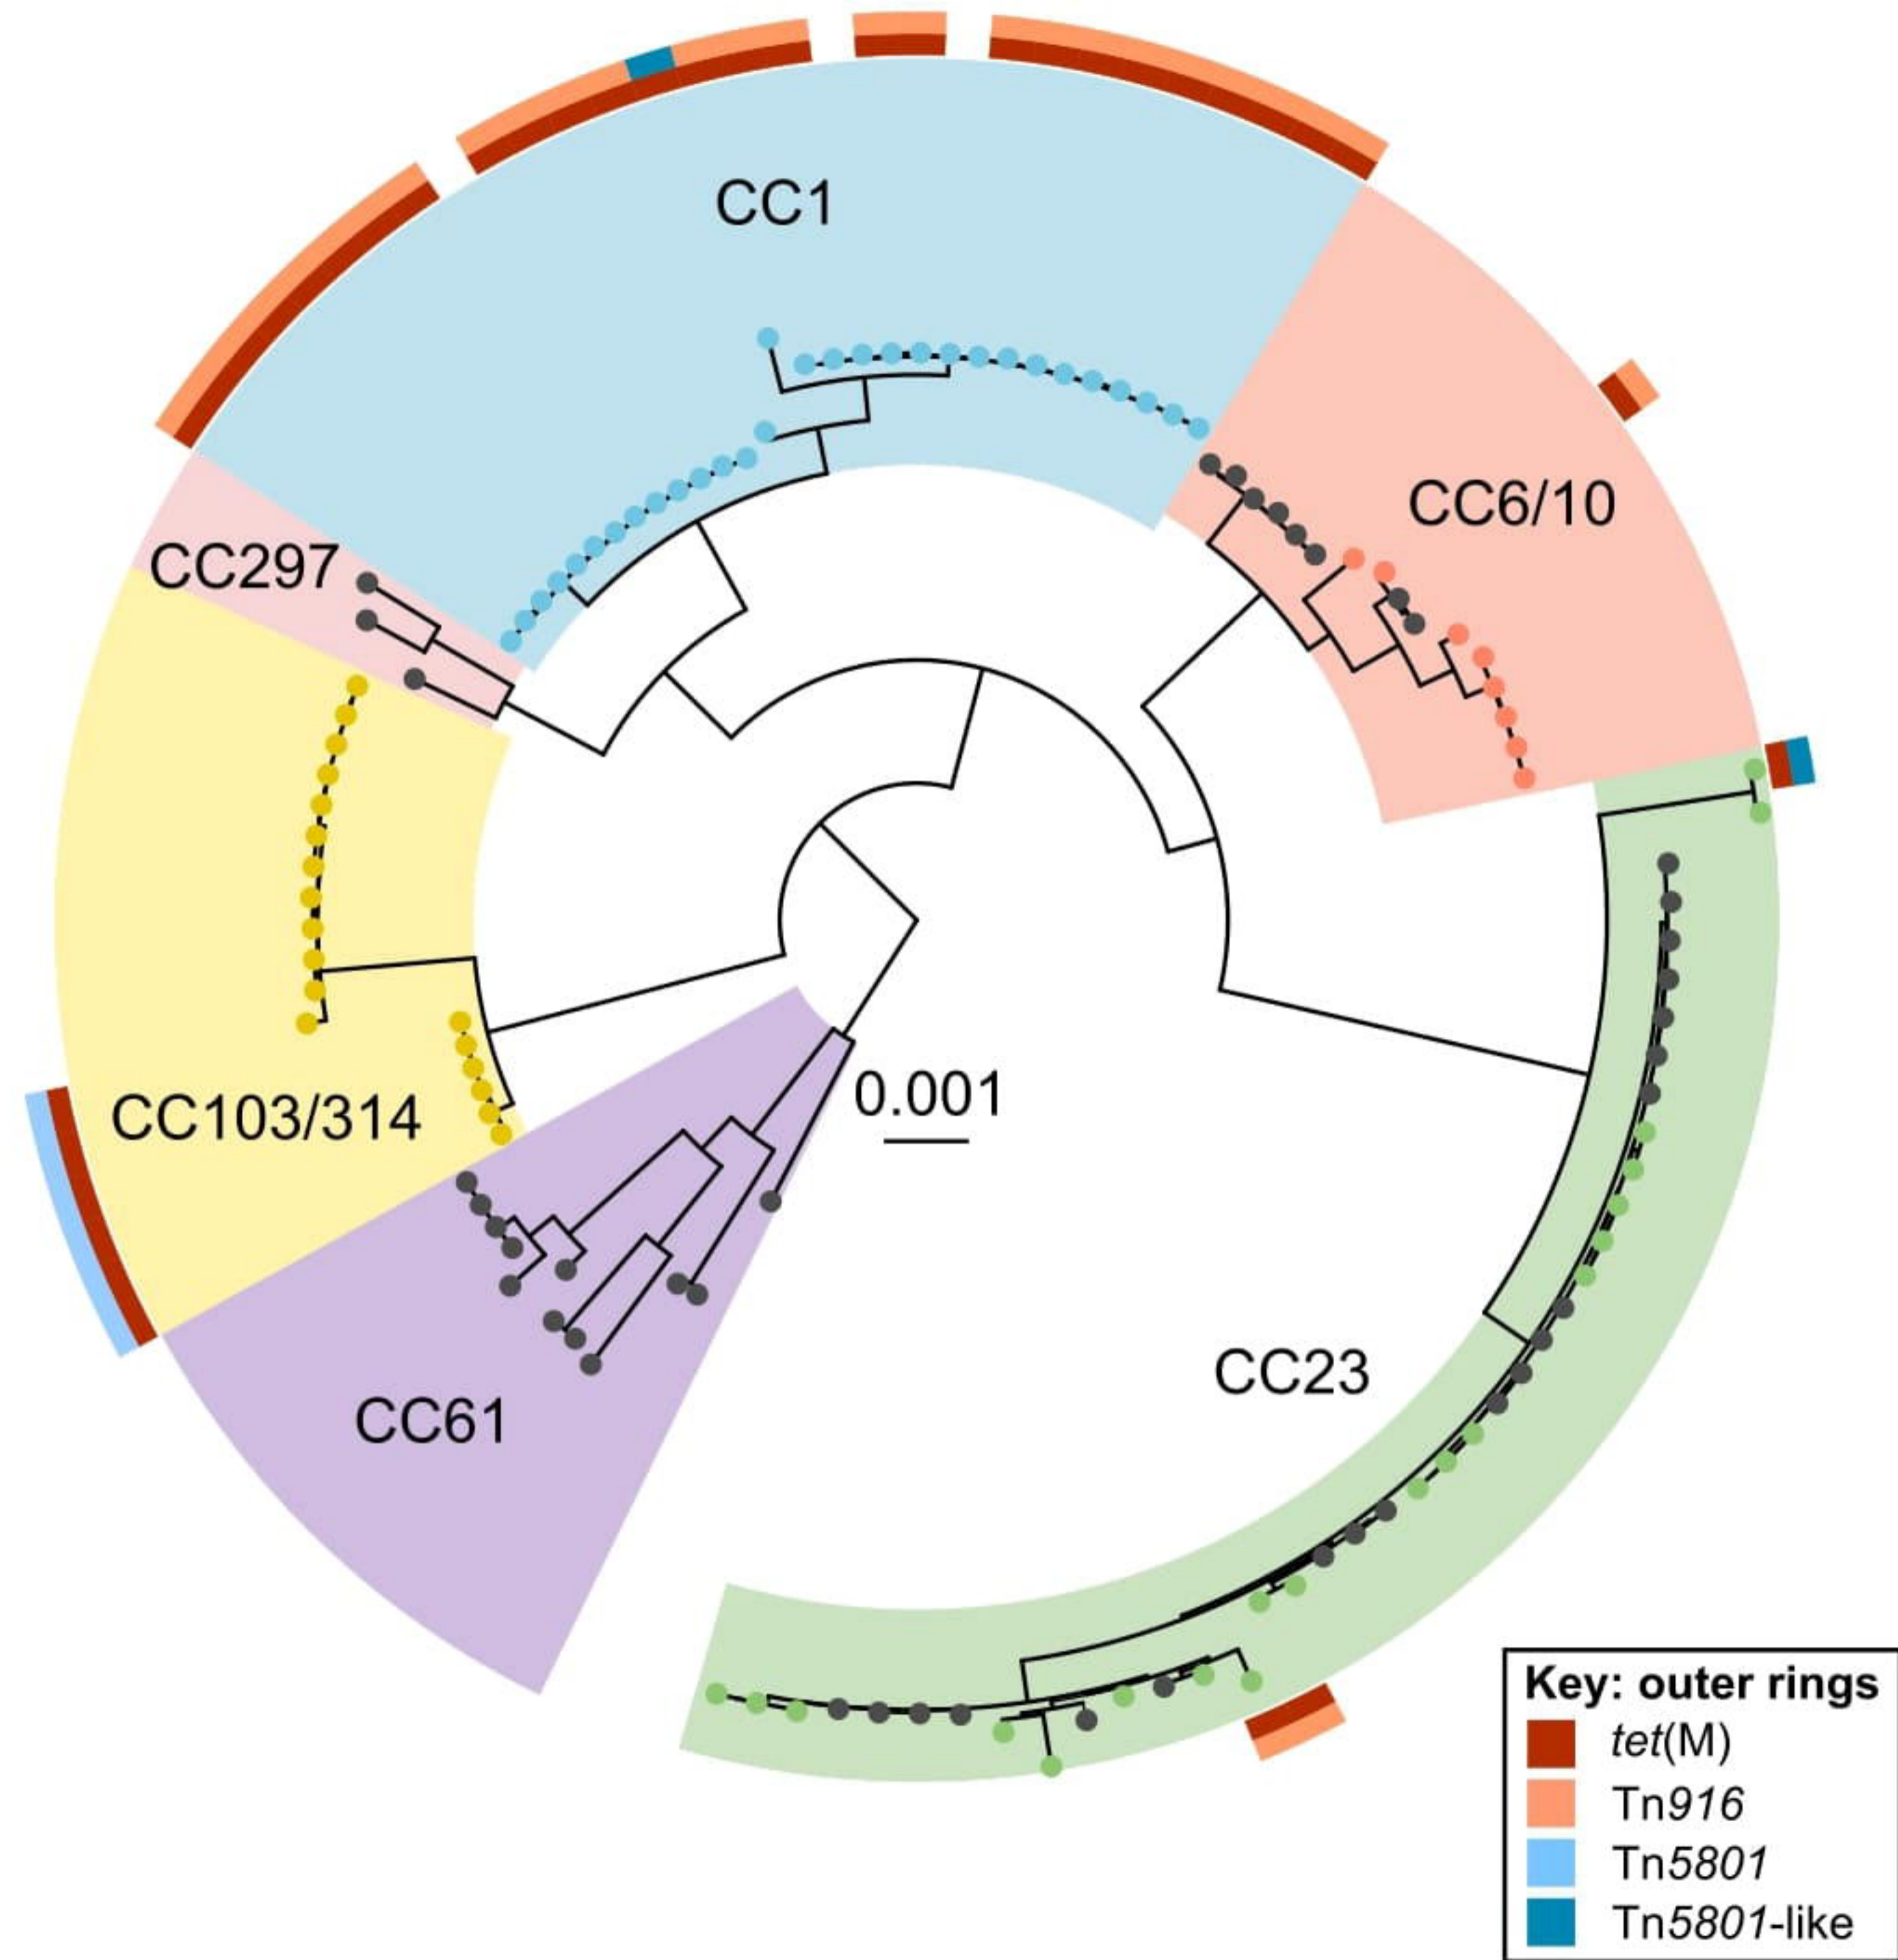 CC1
CC6/10
CC297
CC103/314
0.001
CC61
CC23
Key: outer rings
tet(M)
Tn916
Tn5801
Tn5801-like